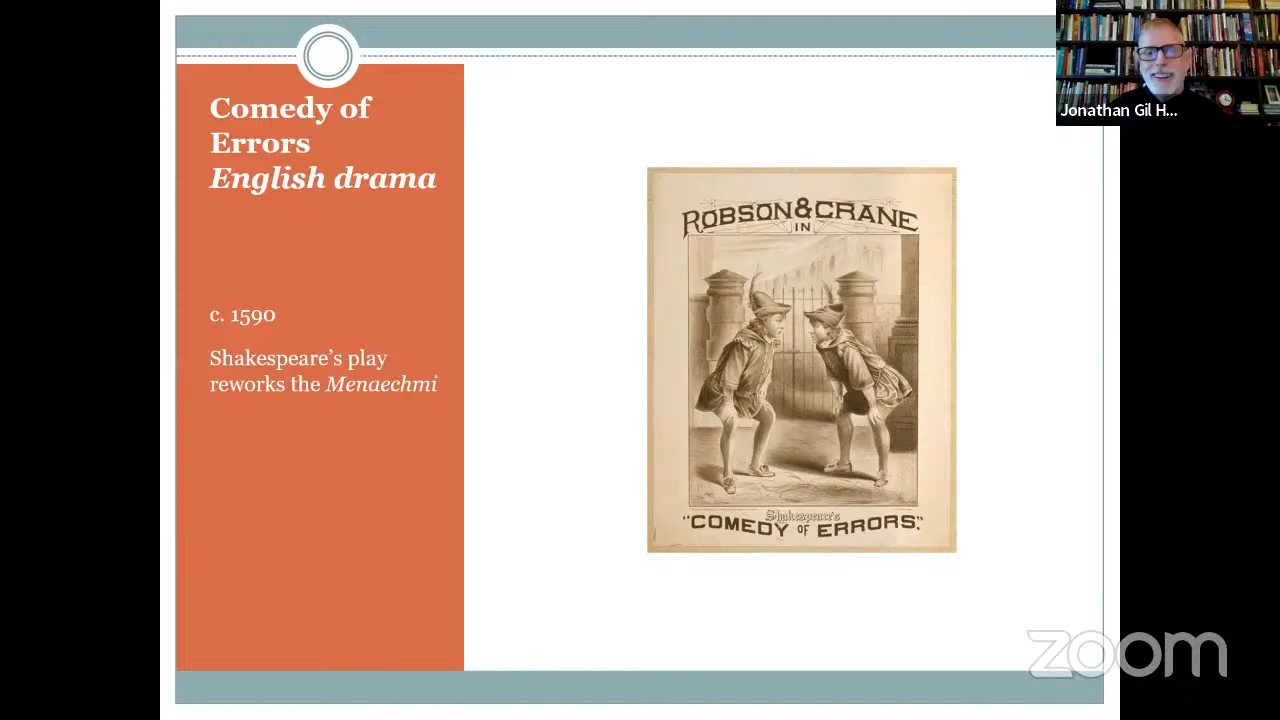 Comedy of
Errors
English drama
c. 1590
Shakespeare's play
reworks the Menaechmi
ROBSON & CRANE
IN
Shakespeare's
"COMEDY OF ERRORS."
Jonathan Gil H...
zoom